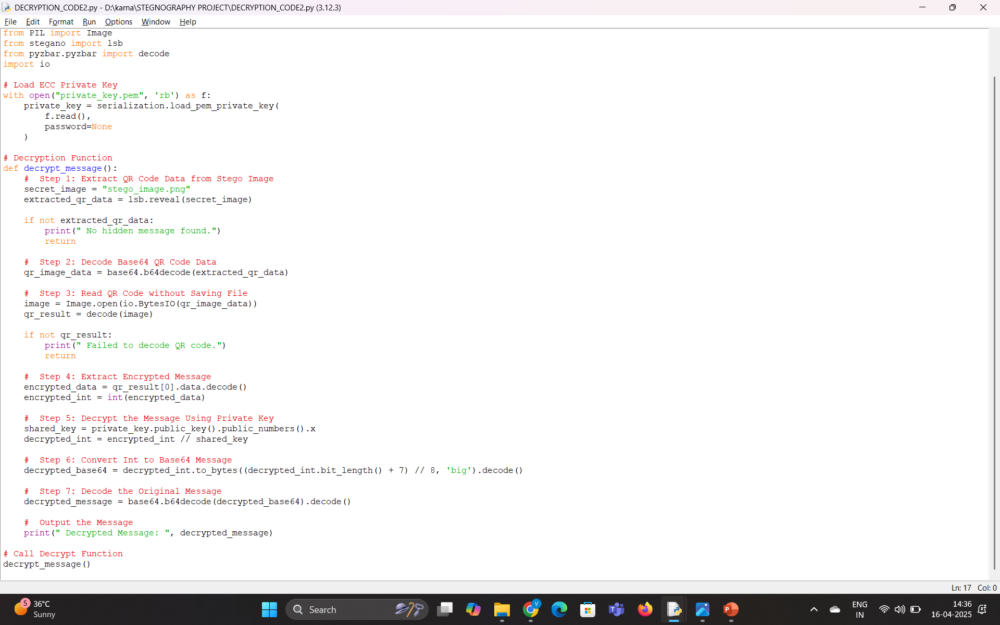 DECRYPTION_CODE2.py - D:\karna\STEGNOGRAPHY PROJECT\DECRYPTION_CODE2.py (3.12.3)
File Edit Format Run Options Window Help
from PIL import Image
from stegano import lsb
from pyzbar.pyzbar import decode
import io

# Load ECC Private Key
with open("private_key.pem", 'rb') as f:
    private_key = serialization.load_pem_private_key(
        f.read(),
        password=None
    )

# Decryption Function
def decrypt_message():
    #  Step 1: Extract QR Code Data from Stego Image
    secret_image = "stego_image.png"
    extracted_qr_data = lsb.reveal(secret_image)

    if not extracted_qr_data:
        print(" No hidden message found.")
        return

    #  Step 2: Decode Base64 QR Code Data
    qr_image_data = base64.b64decode(extracted_qr_data)

    #  Step 3: Read QR Code without Saving File
    image = Image.open(io.BytesIO(qr_image_data))
    qr_result = decode(image)

    if not qr_result:
        print(" Failed to decode QR code.")
        return

    #  Step 4: Extract Encrypted Message
    encrypted_data = qr_result[0].data.decode()
    encrypted_int = int(encrypted_data)

    #  Step 5: Decrypt the Message Using Private Key
    shared_key = private_key.public_key().public_numbers().x
    decrypted_int = encrypted_int // shared_key

    #  Step 6: Convert Int to Base64 Message
    decrypted_base64 = decrypted_int.to_bytes((decrypted_int.bit_length() + 7) // 8, 'big').decode()

    #  Step 7: Decode the Original Message
    decrypted_message = base64.b64decode(decrypted_base64).decode()

    #  Output the Message
    print(" Decrypted Message: ", decrypted_message)

# Call Decrypt Function
decrypt_message()
Ln: 17 Col: 0
5
36°C
Sunny
Search
V
T
P
ENG
IN
14:36
16-04-2025